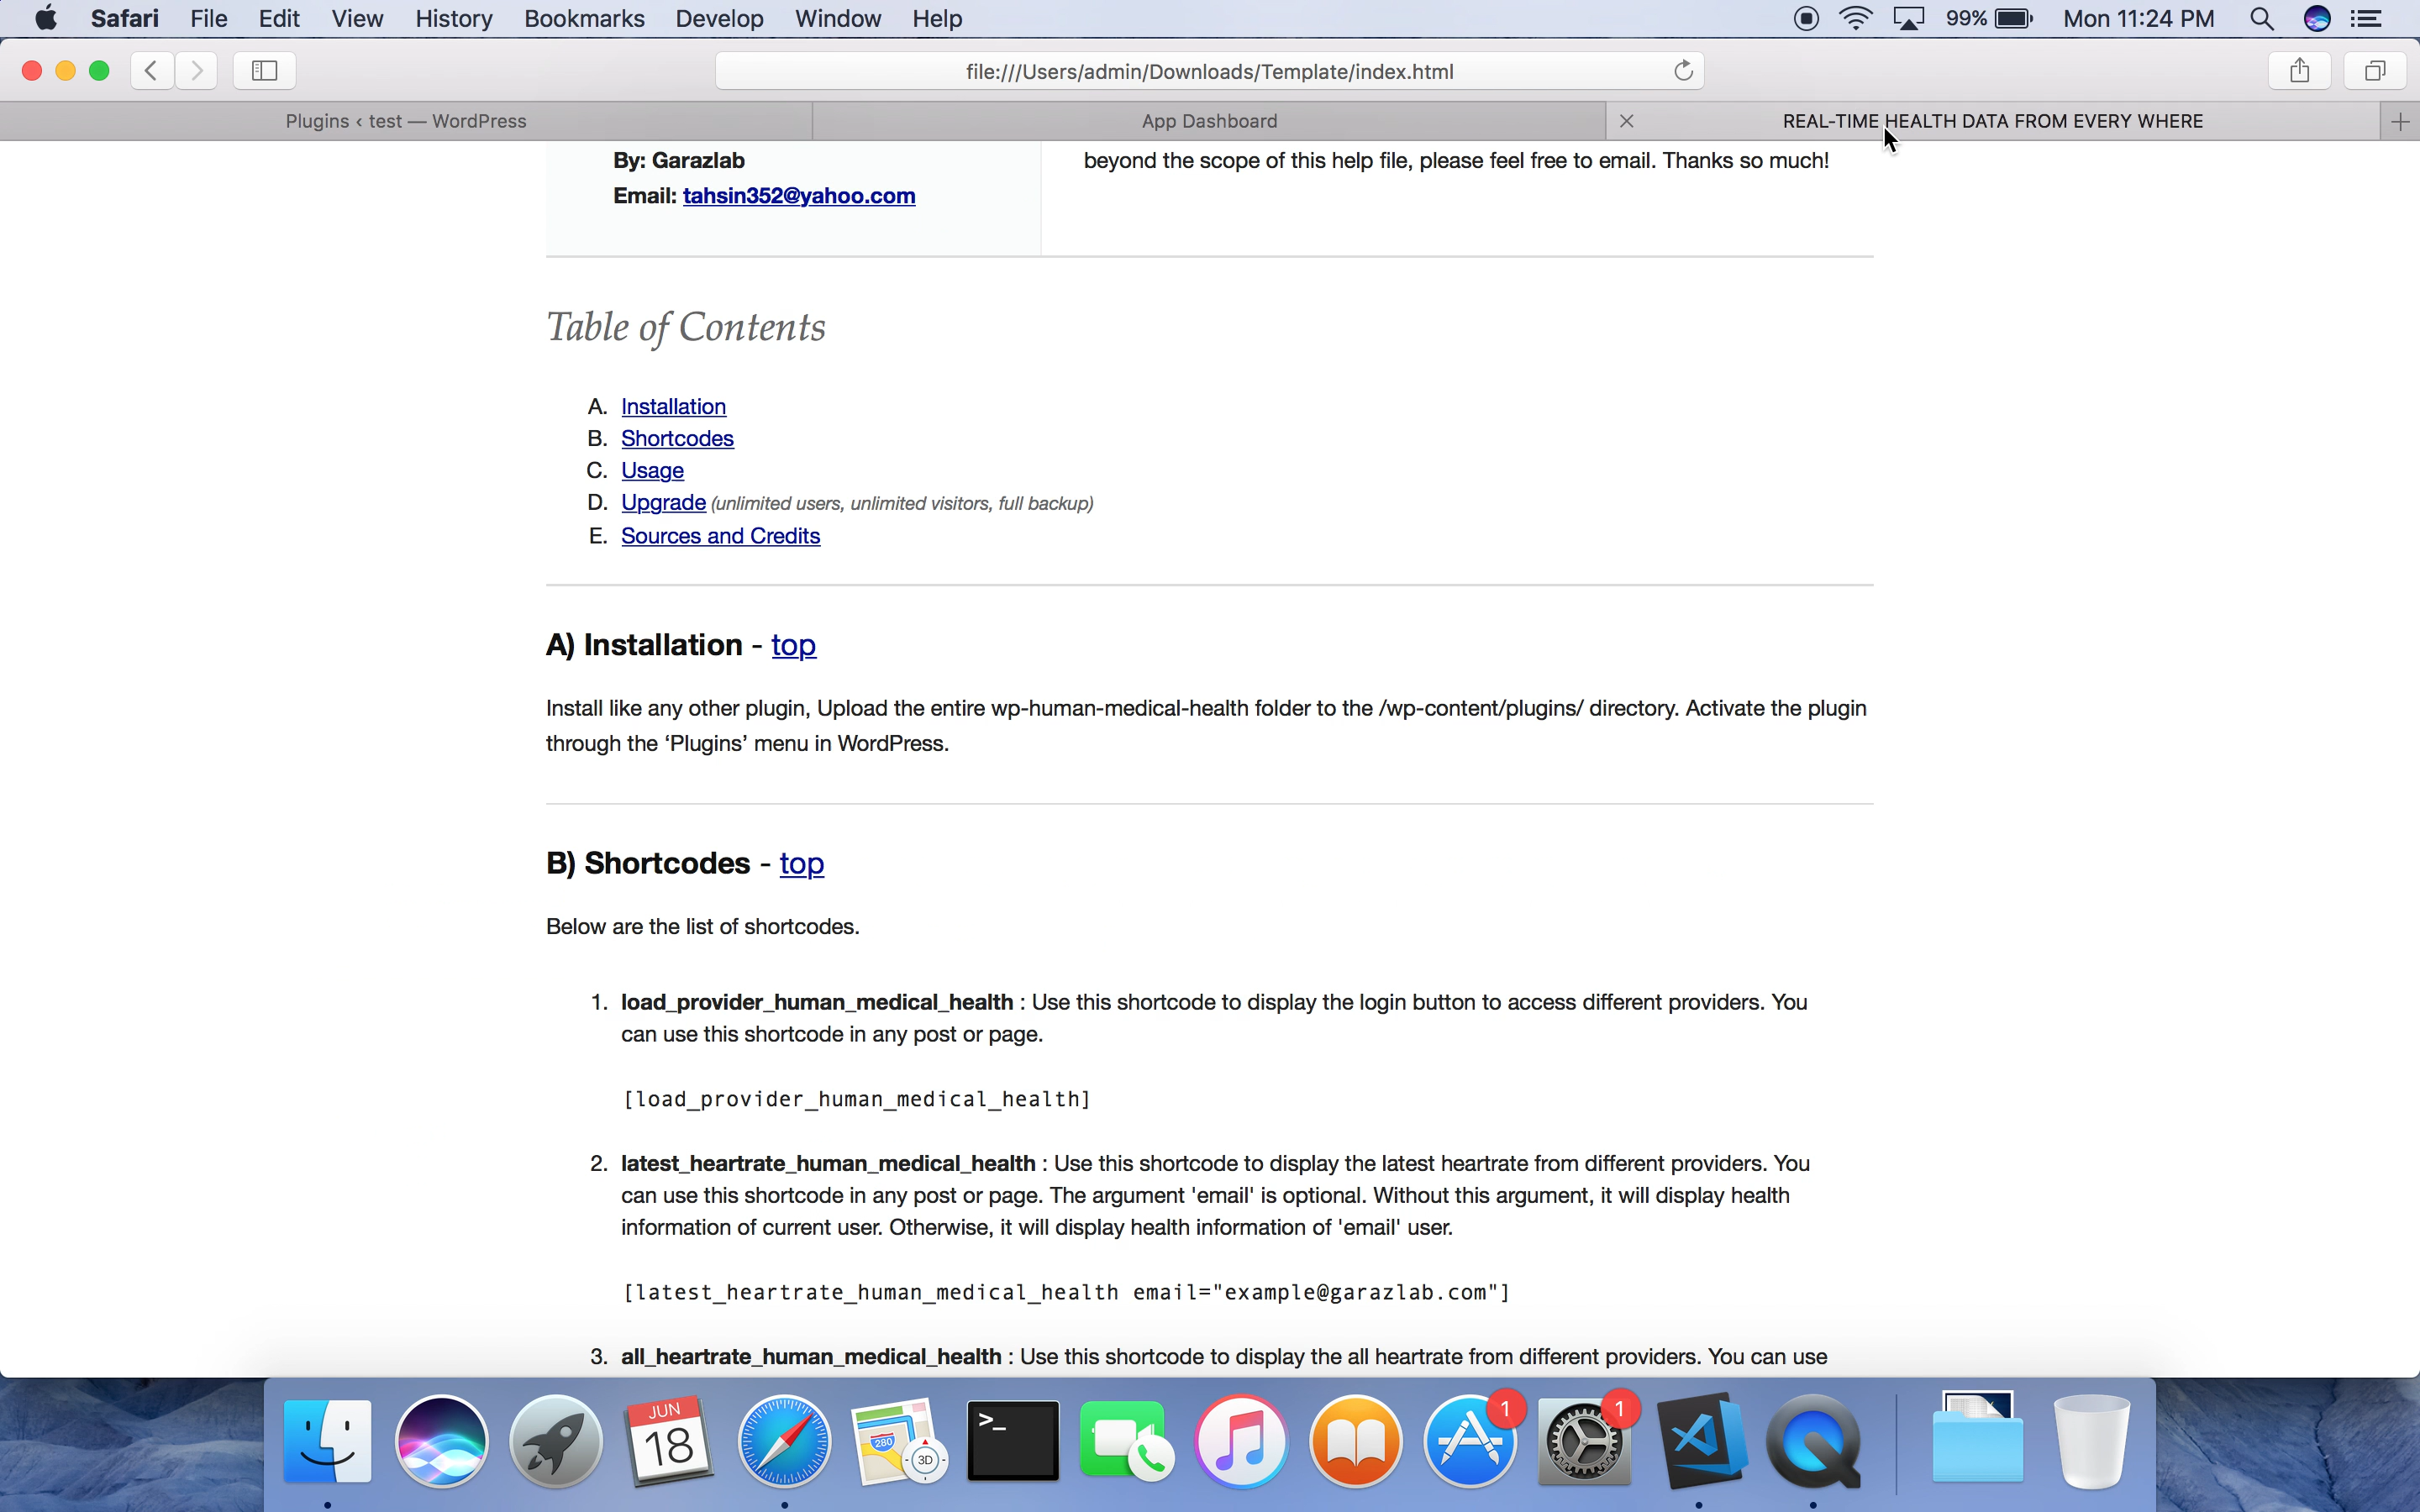 Safari File Edit View History Bookmarks Develop Window Help 99% Mon 11:24 PM
file:///Users/admin/Downloads/Template/index.html
Plugins ‹ test — WordPress App Dashboard REAL-TIME HEALTH DATA FROM EVERY WHERE
By: Garazlab
Email: tahsin352@yahoo.com
beyond the scope of this help file, please feel free to email. Thanks so much!
Table of Contents
A. Installation
B. Shortcodes
C. Usage
D. Upgrade (unlimited users, unlimited visitors, full backup)
E. Sources and Credits
A) Installation - top
Install like any other plugin, Upload the entire wp-human-medical-health folder to the /wp-content/plugins/ directory. Activate the plugin
through the ‘Plugins’ menu in WordPress.
B) Shortcodes - top
Below are the list of shortcodes.
1. load_provider_human_medical_health : Use this shortcode to display the login button to access different providers. You
can use this shortcode in any post or page.
[load_provider_human_medical_health]
2. latest_heartrate_human_medical_health : Use this shortcode to display the latest heartrate from different providers. You
can use this shortcode in any post or page. The argument 'email' is optional. Without this argument, it will display health
information of current user. Otherwise, it will display health information of 'email' user.
[latest_heartrate_human_medical_health email="example@garazlab.com"]
3. all_heartrate_human_medical_health : Use this shortcode to display the all heartrate from different providers. You can use
JUN
18
280
3D
>_
1
1